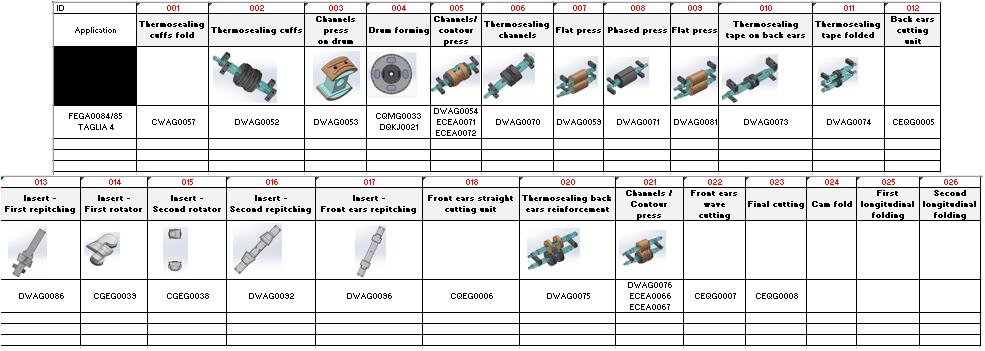 ID 001 002 003 004 005 006 007 008 009 010 011 012
Application
Thermosealing
cuffs fold
Thermosealing cuffs
Channels
press
on drum
Drum forming
Channels/
contour
press
Thermosealing
channels
Flat press
Phased press
Flat press
Thermosealing
tape on back ears
Thermosealing
tape folded
Back ears
cutting
unit
FEGA0084/85
TAGLIA 4
CWAG0057
DWAG0052
DWAG0053
CQMG0033
DQKJ0021
DWAG0054
ECEA0071
ECEA0072
DWAG0070
DWAG0059
DWAG0071
DWAG0081
DWAG0073
DWAG0074
CEQG0005
013 014 015 016 017 018 020 021 022 023 024 025 026
Insert -
First repitching
Insert -
First rotator
Insert -
Second rotator
Insert -
Second repitching
Insert -
Front ears repitching
Front ears straight
cutting unit
Thermosealing back
ears reinforcement
Channels /
Contour
press
Front ears
wave
cutting
Final cutting
Cam fold
First
longitudinal
folding
Second
longitudinal
folding
DWAG0086
CGEG0039
CGEG0038
DWAG0092
DWAG0096
CQEG0006
DWAG0075
DWAG0076
ECEA0066
ECEA0067
CEQG0007
CEQG0008